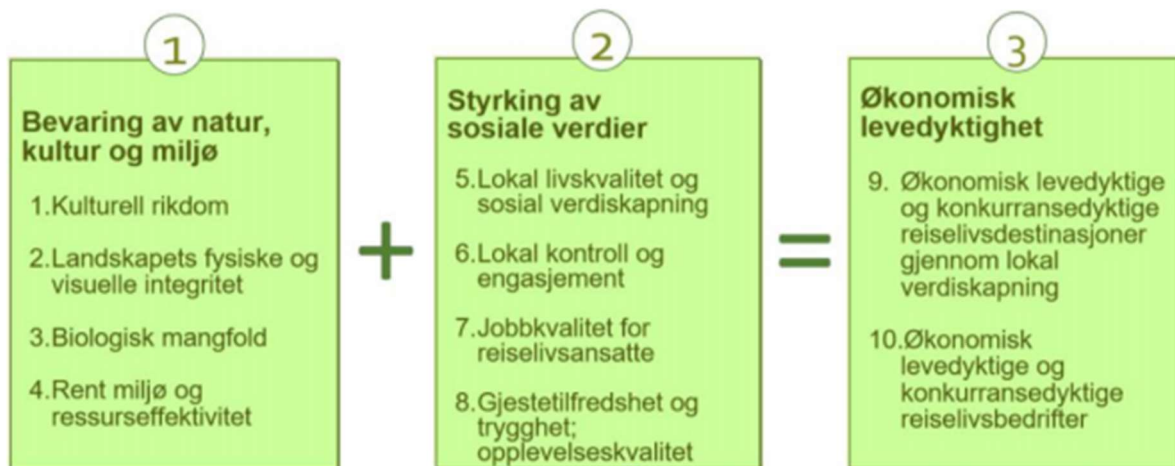 1
Bevaring av natur,
kultur og miljø
1.Kulturell rikdom
2.Landskapets fysiske og
visuelle integritet
3.Biologisk mangfold
4.Rent miljø og
ressurseffektivitet
+
2
Styrking av
sosiale verdier
5.Lokal livskvalitet og
sosial verdiskapning
6.Lokal kontroll og
engasjement
7.Jobbkvalitet for
reiselivsansatte
8.Gjestetilfredshet og
trygghet;
opplevelseskvalitet
=
3
Økonomisk
levedyktighet
9. Økonomisk levedyktige
og konkurransedyktige
reiselivsdestinasjoner
gjennom lokal
verdiskapning
10.Økonomisk
levedyktige og
konkurransedyktige
reiselivsbedrifter